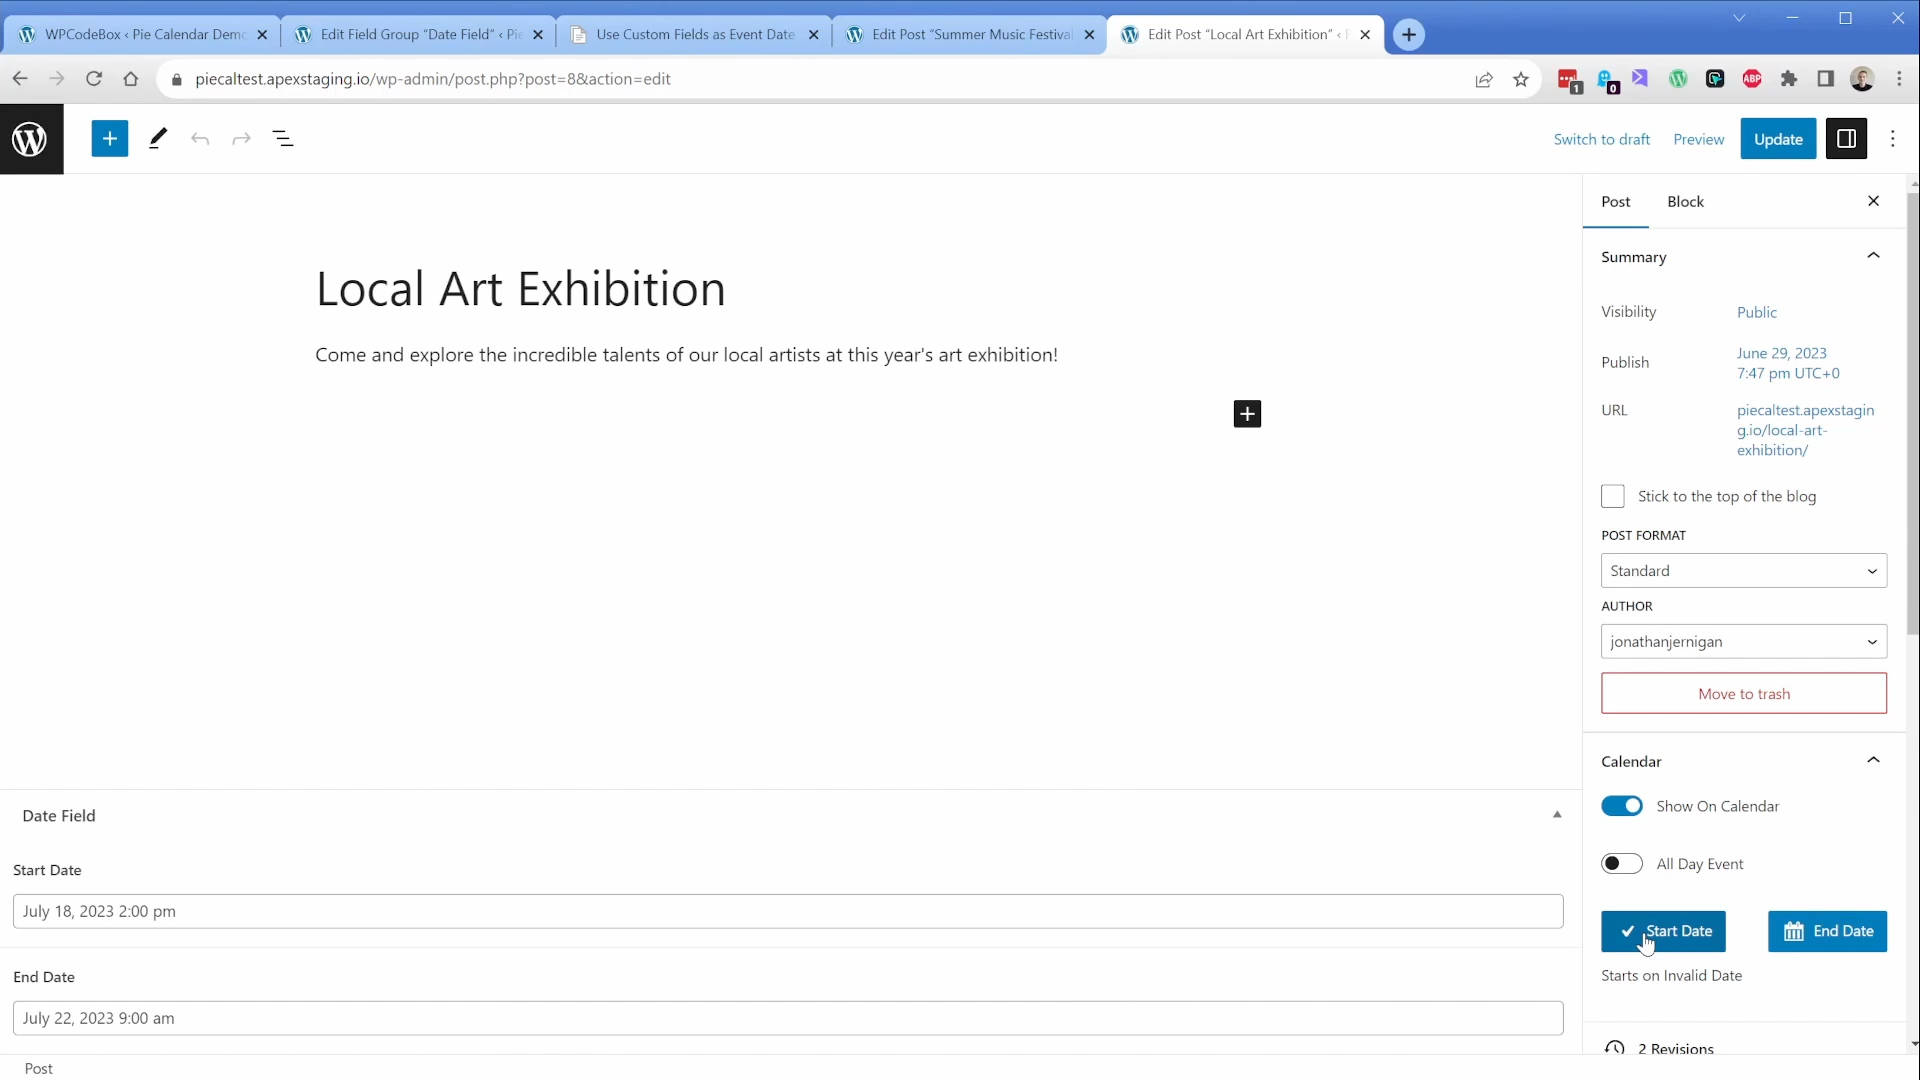 WPCodeBox ‹ Pie Calendar Demo
Edit Field Group “Date Field” ‹ Pie
Use Custom Fields as Event Date
Edit Post “Summer Music Festival
Edit Post “Local Art Exhibition” ‹ P
piecaltest.apexstaging.io/wp-admin/post.php?post=8&action=edit
1
0
ABP
Switch to draft
Preview
Update
Post
Block
Summary
Local Art Exhibition
Come and explore the incredible talents of our local artists at this year's art exhibition!
Visibility
Public
Publish
June 29, 2023
7:47 pm UTC+0
URL
piecaltest.apexstagin
g.io/local-art-
exhibition/
Stick to the top of the blog
POST FORMAT
Standard
AUTHOR
jonathanjernigan
Move to trash
Calendar
Show On Calendar
All Day Event
Start Date
End Date
Starts on Invalid Date
2 Revisions
Date Field
Start Date
July 18, 2023 2:00 pm
End Date
July 22, 2023 9:00 am
Post